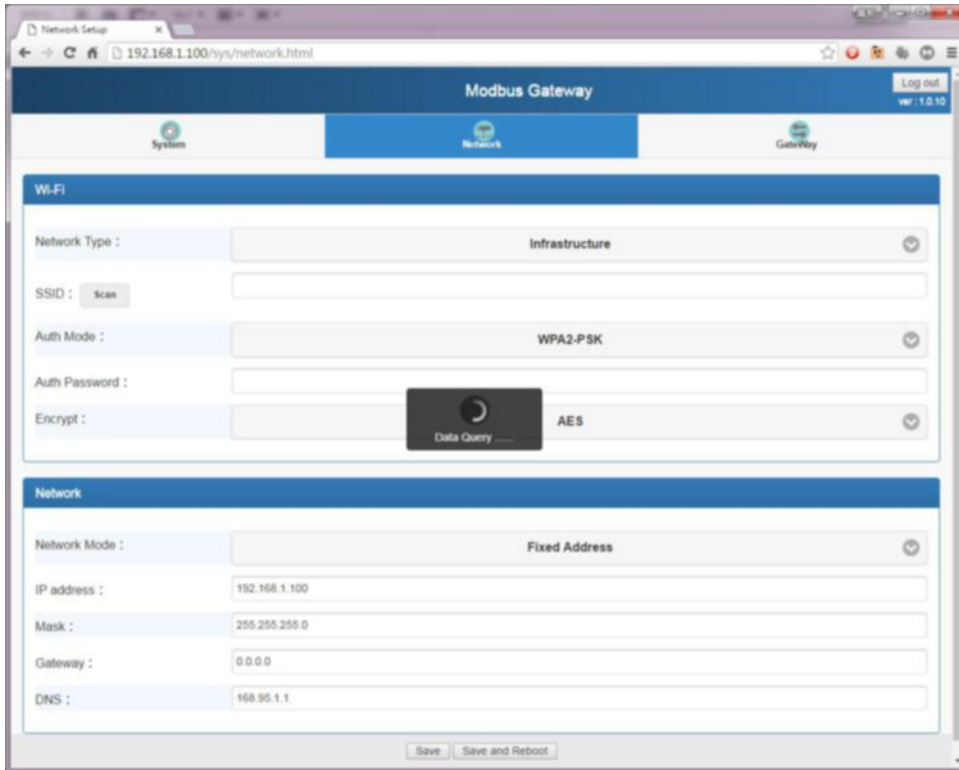 Network Setup
192.168.1.100/sys/network.html
Modbus Gateway
Log out
ver : 1.0.10
System
Network
GateWay
Wi-Fi
Network Type :
Infrastructure
SSID :
Scan
Auth Mode :
WPA2-PSK
Auth Password :
Encrypt :
AES
Data Query ......
Network
Network Mode :
Fixed Address
IP address :
192.168.1.100
Mask :
255.255.255.0
Gateway :
0.0.0.0
DNS :
168.95.1.1
Save
Save and Reboot